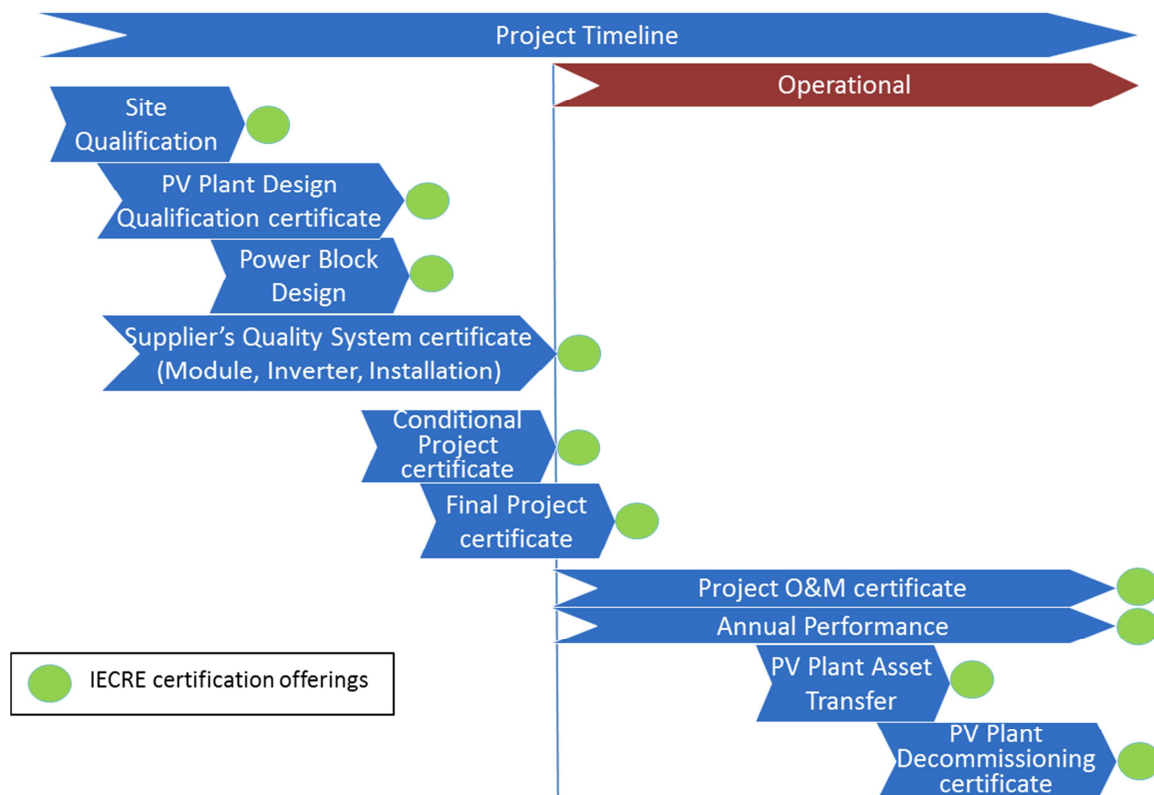 Project Timeline
Operational
Site
Qualification
PV Plant Design
Qualification certificate
Power Block
Design
Supplier’s Quality System certificate
(Module, Inverter, Installation)
Conditional
Project
certificate
Final Project
certificate
Project O&M certificate
Annual Performance
PV Plant Asset
Transfer
PV Plant
Decommissioning
certificate
IECRE certification offerings